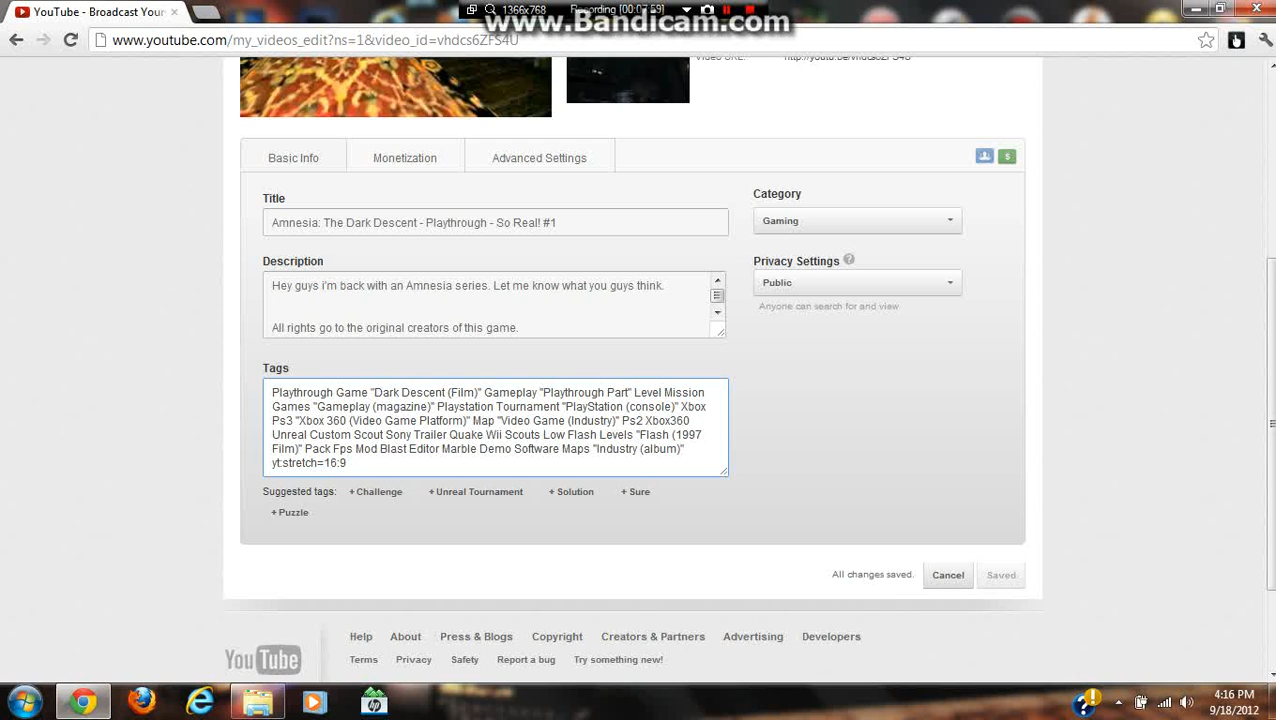 YouTube - Broadcast Your
1366x768
Recording [00:07:59]
www.Bandicam.com
www.youtube.com/my_videos_edit?ns=1&video_id=vhdcs6ZFS4U
Video URL:
Basic Info
Monetization
Advanced Settings
$
Title
Category
Amnesia: The Dark Descent - Playthrough - So Real! #1
Gaming
Description
Privacy Settings ?
Hey guys i'm back with an Amnesia series. Let me know what you guys think.
Public
Anyone can search for and view
All rights go to the original creators of this game.
Tags
Playthrough Game "Dark Descent (Film)" Gameplay "Playthrough Part" Level Mission
Games "Gameplay (magazine)" Playstation Tournament "PlayStation (console)" Xbox
Ps3 "Xbox 360 (Video Game Platform)" Map "Video Game (Industry)" Ps2 Xbox360
Unreal Custom Scout Sony Trailer Quake Wii Scouts Low Flash Levels "Flash (1997
Film)" Pack Fps Mod Blast Editor Marble Demo Software Maps "Industry (album)"
yt:stretch=16:9
Suggested tags: + Challenge + Unreal Tournament + Solution + Sure
+ Puzzle
All changes saved.
Cancel
Saved.
Help About Press & Blogs Copyright Creators & Partners Advertising Developers
YouTube
Terms Privacy Safety Report a bug Try something new!
hp
4:16 PM
9/18/2012